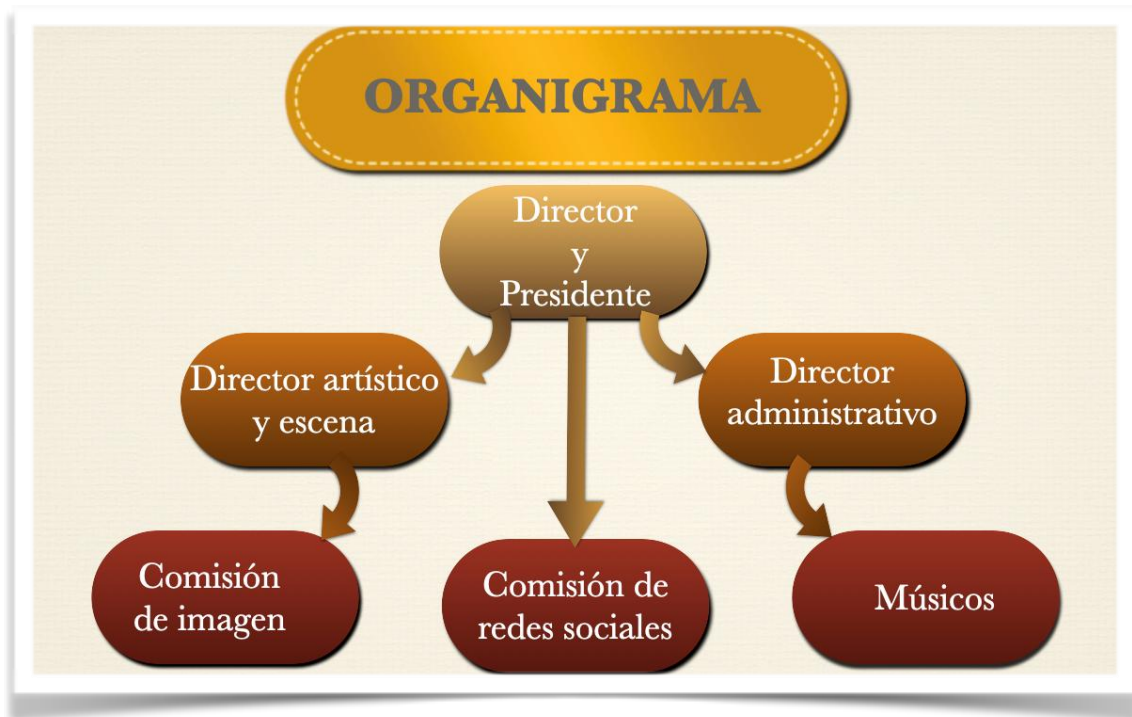 ORGANIGRAMA
Director
y
Presidente
Director artístico
y escena
Director
administrativo
Comisión
de imagen
Comisión de
redes sociales
Músicos